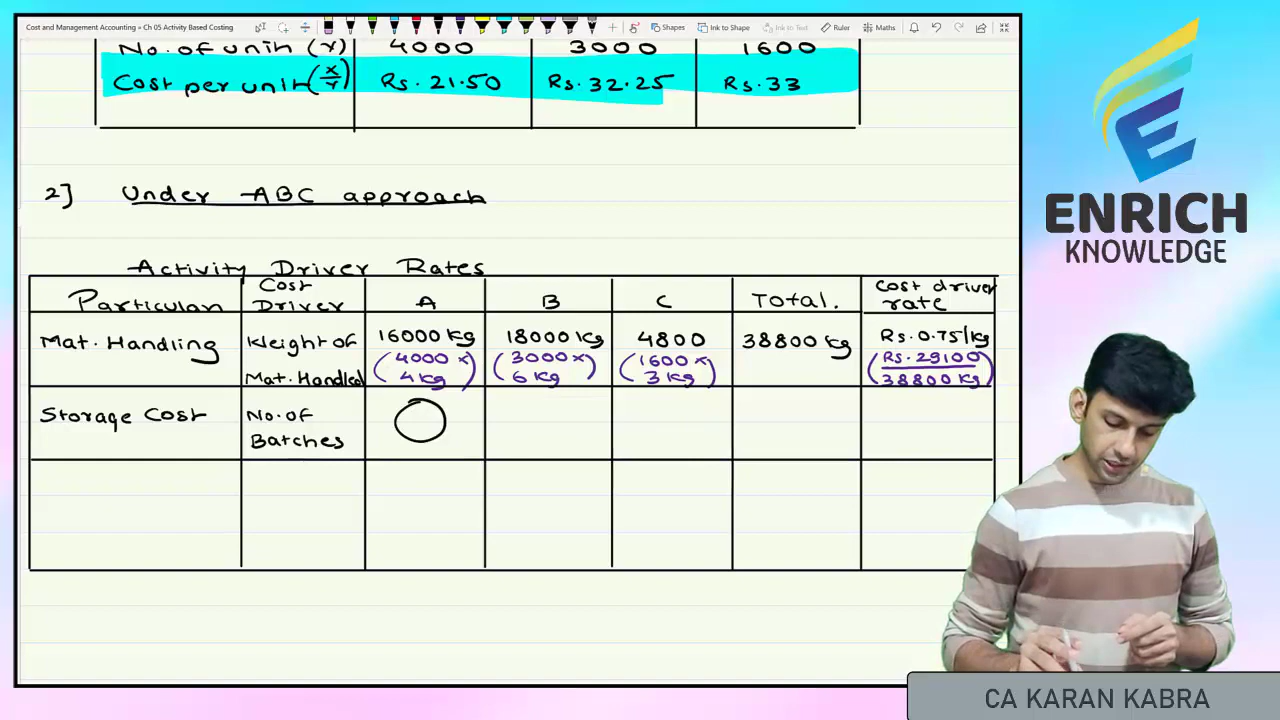 Cost and Management Accounting » Ch 05 Activity Based Costing
Shapes Ink to Shape Ink to Text Ruler Maths
No. of units (Y) 4000 3000 1600
Cost per unit (X/Y) Rs. 21.50 Rs. 32.25 Rs. 33
2] Under ABC approach
Activity Driver Rates
Particulars Cost Driver A B C Total. Cost driver rate
Mat. Handling Weight of Mat. Handled 16000 kg (4000 x 4 kg) 18000 kg (3000 x 6 kg) 4800 (1600 x 3 kg) 38800 kg Rs. 0.75/kg (Rs. 29100 / 38800 kg)
Storage Cost No. of Batches
ENRICH
KNOWLEDGE
CA KARAN KABRA